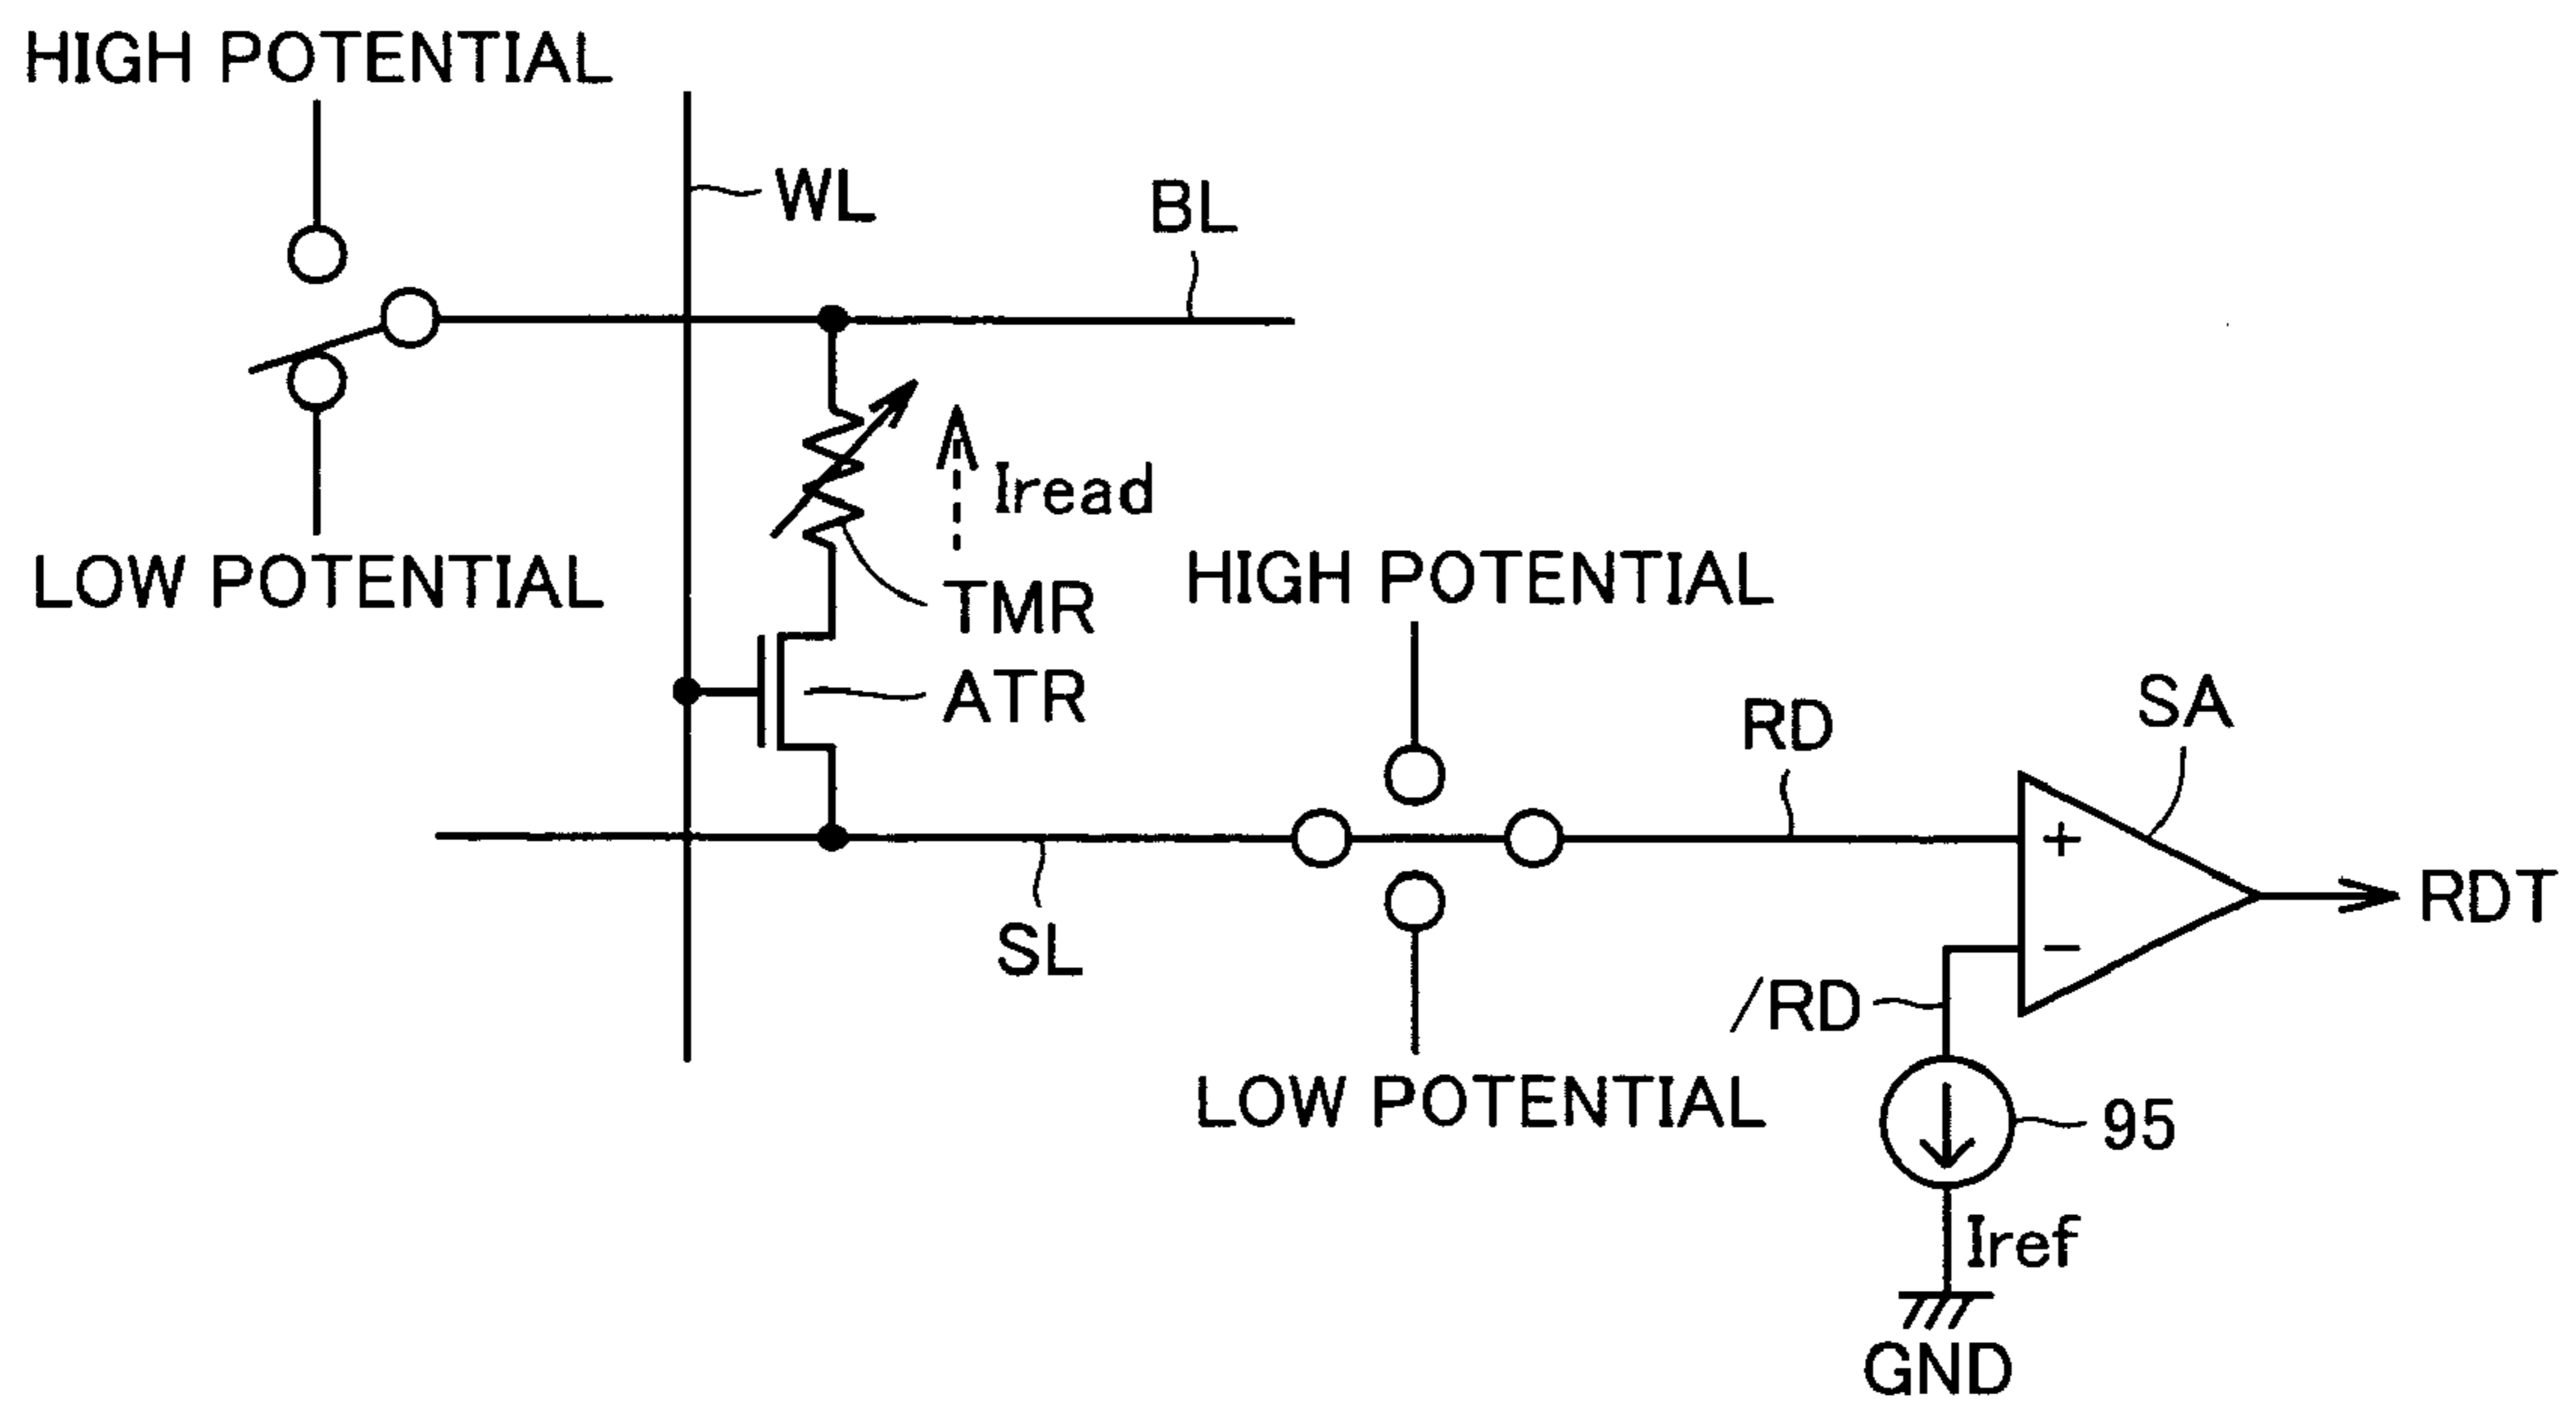 HIGH POTENTIAL
WL
BL
Iread
LOW POTENTIAL
TMR
HIGH POTENTIAL
ATR
RD
SA
+
RDT
SL
−
/RD
LOW POTENTIAL
95
Iref
GND